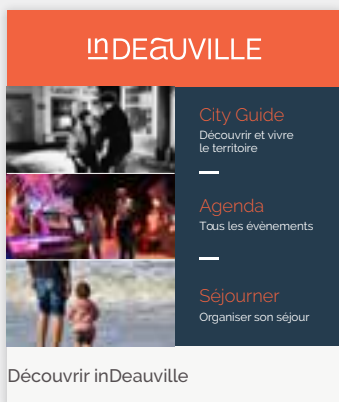 inDEaUVILLE
City Guide
Découvrir et vivre
le territoire
Agenda
Tous les évènements
Séjourner
Organiser son séjour
Découvrir inDeauville